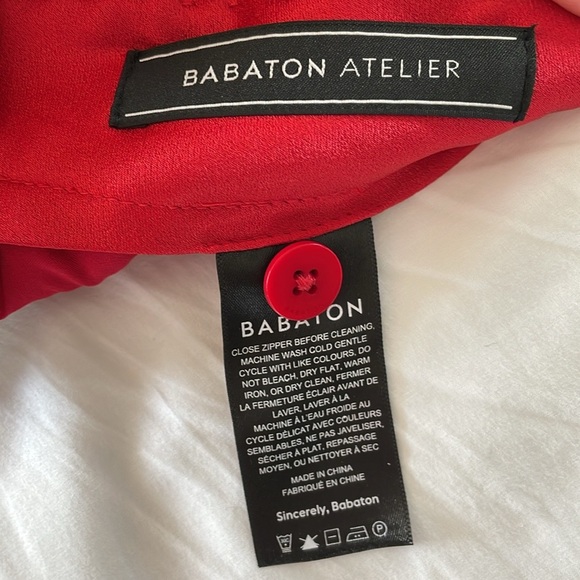 BABATON ATELIER
BABATON
CLOSE ZIPPER BEFORE CLEANING,
MACHINE WASH COLD GENTLE
CYCLE WITH LIKE COLOURS, DO
NOT BLEACH, DRY FLAT, WARM
IRON, OR DRY CLEAN, FERMER
LA FERMETURE ÉCLAIR AVANT DE
LAVER, LAVER À LA
MACHINE À L'EAU FROIDE AU
CYCLE DÉLICAT AVEC COULEURS
SEMBLABLES, NE PAS JAVELISER,
SÉCHER À PLAT, REPASSAGE
MOYEN, OU NETTOYER À SEC
MADE IN CHINA
FABRIQUÉ EN CHINE
Sincerely, Babaton
P